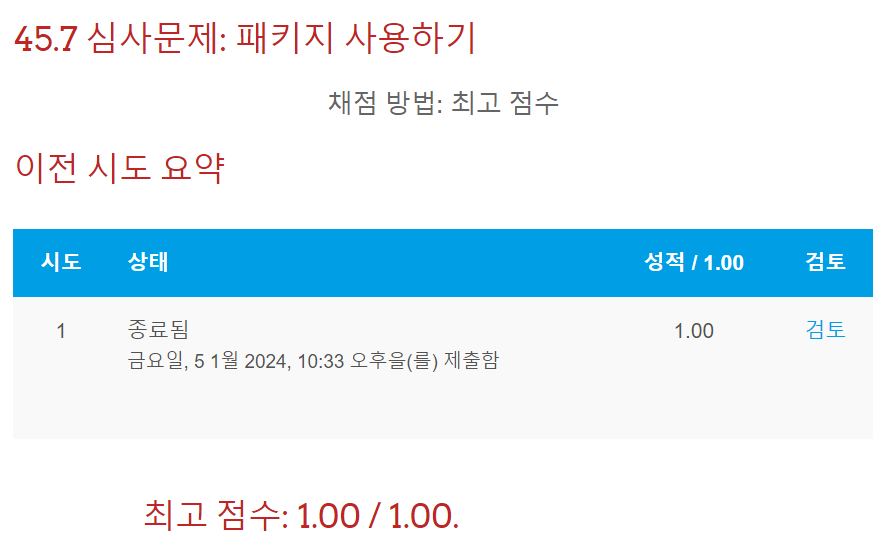 45.7 심사문제: 패키지 사용하기
채점 방법: 최고 점수
이전 시도 요약
시도 상태 성적 / 1.00 검토
1 종료됨 1.00 검토
금요일, 5 1월 2024, 10:33 오후을(를) 제출함
최고 점수: 1.00 / 1.00.